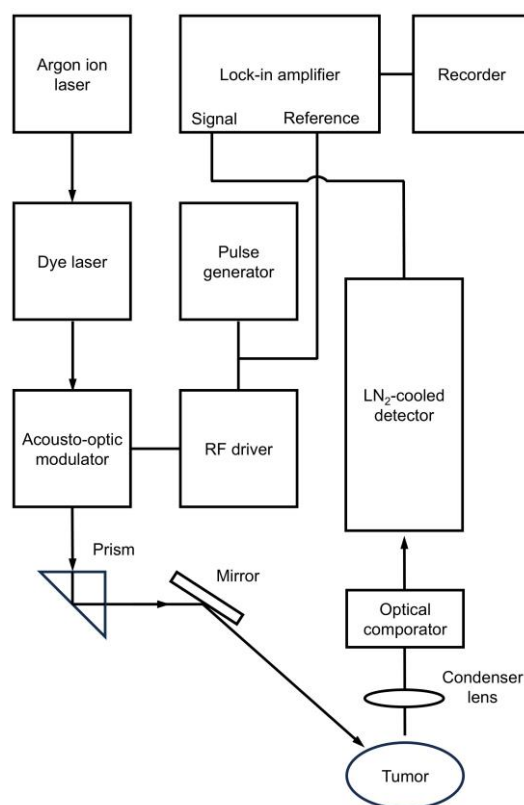 Argon ion
laser
Lock-in amplifier
Signal
Reference
Recorder
Dye laser
Pulse
generator
LN₂-cooled
detector
Acousto-optic
modulator
RF driver
Prism
Mirror
Optical
comporator
Condenser
lens
Tumor